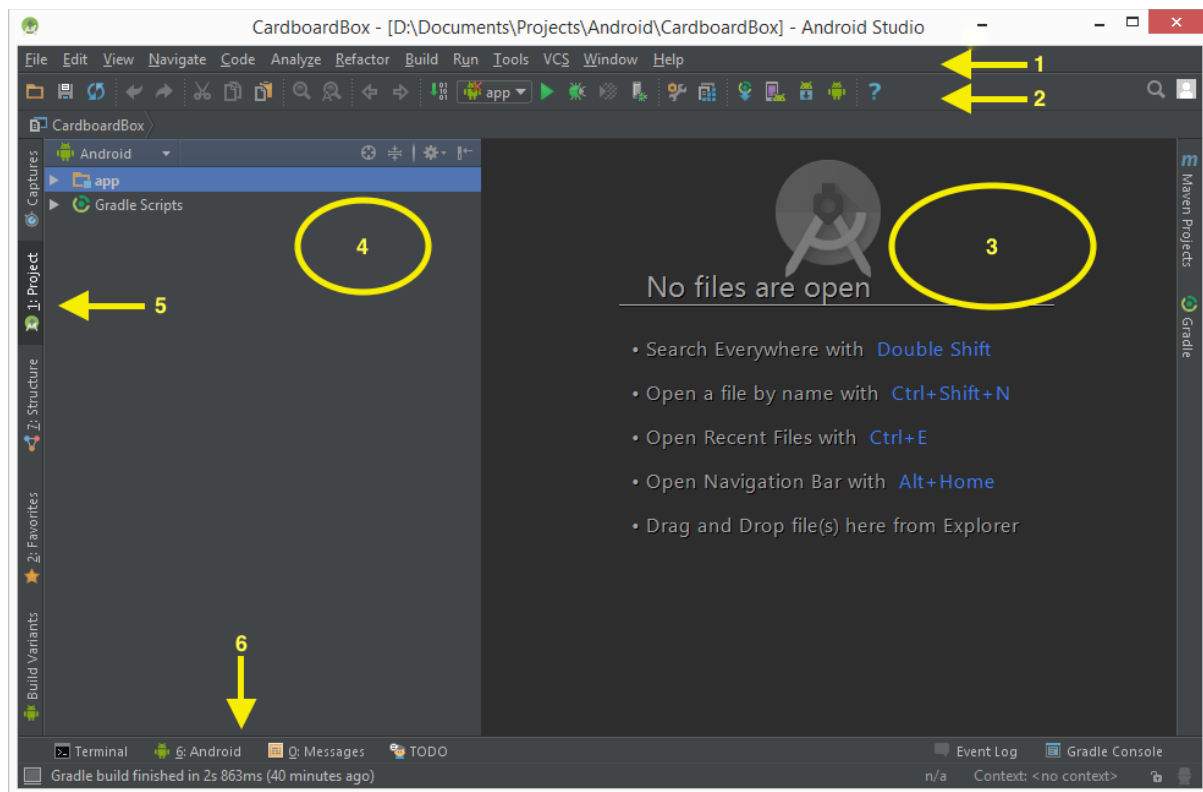 CardboardBox - [D:\Documents\Projects\Android\CardboardBox] - Android Studio
File Edit View Navigate Code Analyze Refactor Build Run Tools VCS Window Help
1
app
?
2
CardboardBox
Captures
1: Project
7: Structure
2: Favorites
Build Variants
Android
app
Gradle Scripts
4
5
6
3
No files are open
• Search Everywhere with Double Shift
• Open a file by name with Ctrl+Shift+N
• Open Recent Files with Ctrl+E
• Open Navigation Bar with Alt+Home
• Drag and Drop file(s) here from Explorer
m Maven Projects
Gradle
Terminal 6: Android 0: Messages TODO Event Log Gradle Console
Gradle build finished in 2s 863ms (40 minutes ago) n/a Context: <no context>